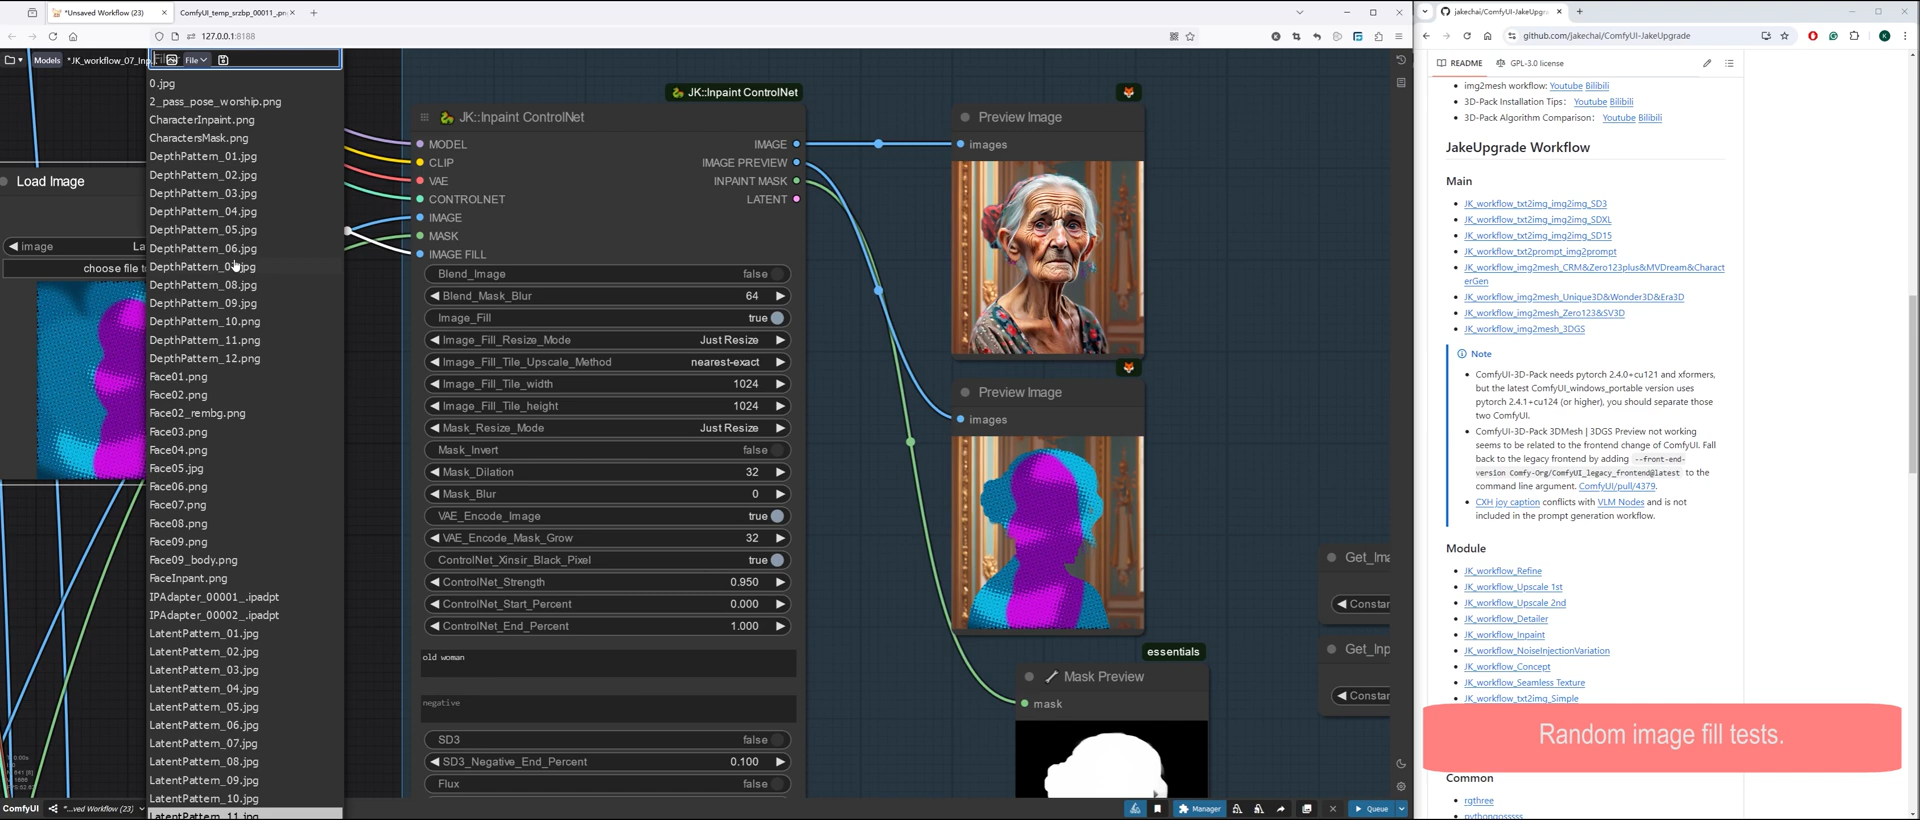 *Unsaved Workflow (23)
ComfyUI_temp_srzbp_00011_.pn
127.0.0.1:8188
Models
*JK_workflow_07_Inp
File
0.jpg
2_pass_pose_worship.png
CharacterInpaint.png
CharactersMask.png
DepthPattern_01.jpg
DepthPattern_02.jpg
DepthPattern_03.jpg
DepthPattern_04.jpg
DepthPattern_05.jpg
DepthPattern_06.jpg
DepthPattern_08.jpg
DepthPattern_09.jpg
DepthPattern_10.png
DepthPattern_11.png
DepthPattern_12.png
Face01.png
Face02.png
Face02_rembg.png
Face03.png
Face04.png
Face05.jpg
Face06.png
Face07.png
Face08.png
Face09.png
Face09_body.png
FaceInpant.png
IPAdapter_00001_.ipadpt
IPAdapter_00002_.ipadpt
LatentPattern_01.jpg
LatentPattern_02.jpg
LatentPattern_03.jpg
LatentPattern_04.jpg
LatentPattern_05.jpg
LatentPattern_06.jpg
LatentPattern_07.jpg
LatentPattern_08.jpg
LatentPattern_09.jpg
LatentPattern_10.jpg
LatentPattern_11.jpg
Load Image
image
La
choose file to
JK::Inpaint ControlNet
JK::Inpaint ControlNet
MODEL
CLIP
VAE
CONTROLNET
IMAGE
MASK
IMAGE FILL
IMAGE
IMAGE PREVIEW
INPAINT MASK
LATENT
Blend_Image false
Blend_Mask_Blur 64
Image_Fill true
Image_Fill_Resize_Mode Just Resize
Image_Fill_Tile_Upscale_Method nearest-exact
Image_Fill_Tile_width 1024
Image_Fill_Tile_height 1024
Mask_Resize_Mode Just Resize
Mask_Invert false
Mask_Dilation 32
Mask_Blur 0
VAE_Encode_Image true
VAE_Encode_Mask_Grow 32
ControlNet_Xinsir_Black_Pixel true
ControlNet_Strength 0.950
ControlNet_Start_Percent 0.000
ControlNet_End_Percent 1.000
old woman
negative
SD3 false
SD3_Negative_End_Percent 0.100
Flux false
Preview Image
images
Preview Image
images
essentials
Mask Preview
mask
Get_Ima
Constar
Get_Inp
Constar
ComfyUI
*...ved Workflow (23)
Manager
Queue
jakechai/ComfyUI-JakeUpgr
github.com/jakechai/ComfyUI-JakeUpgrade
K
README
GPL-3.0 license
img2mesh workflow: Youtube Bilibili
3D-Pack Installation Tips: Youtube Bilibili
3D-Pack Algorithm Comparison: Youtube Bilibili
JakeUpgrade Workflow
Main
JK_workflow_txt2img_img2img_SD3
JK_workflow_txt2img_img2img_SDXL
JK_workflow_txt2img_img2img_SD15
JK_workflow_txt2prompt_img2prompt
JK_workflow_img2mesh_CRM&Zero123plus&MVDream&Charact
erGen
JK_workflow_img2mesh_Unique3D&Wonder3D&Era3D
JK_workflow_img2mesh_Zero123&SV3D
JK_workflow_img2mesh_3DGS
Note
ComfyUI-3D-Pack needs pytorch 2.4.0+cu121 and xformers,
but the latest ComfyUI_windows_portable version uses
pytorch 2.4.1+cu124 (or higher), you should separate those
two ComfyUI.
ComfyUI-3D-Pack 3DMesh | 3DGS Preview not working
seems to be related to the frontend change of ComfyUI. Fall
back to the legacy frontend by adding --front-end-
version Comfy-Org/ComfyUI_legacy_frontend@latest to the
command line argument. ComfyUI/pull/4379.
CXH joy caption conflicts with VLM Nodes and is not
included in the prompt generation workflow.
Module
JK_workflow_Refine
JK_workflow_Upscale 1st
JK_workflow_Upscale 2nd
JK_workflow_Detailer
JK_workflow_Inpaint
JK_workflow_NoiseInjectionVariation
JK_workflow_Concept
JK_workflow_Seamless Texture
JK_workflow_txt2img_Simple
Random image fill tests.
Common
rgthree
pythongosssss